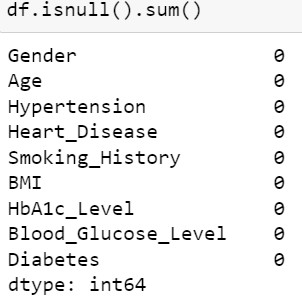 df.isnull().sum()
Gender 0
Age 0
Hypertension 0
Heart_Disease 0
Smoking_History 0
BMI 0
HbA1c_Level 0
Blood_Glucose_Level 0
Diabetes 0
dtype: int64